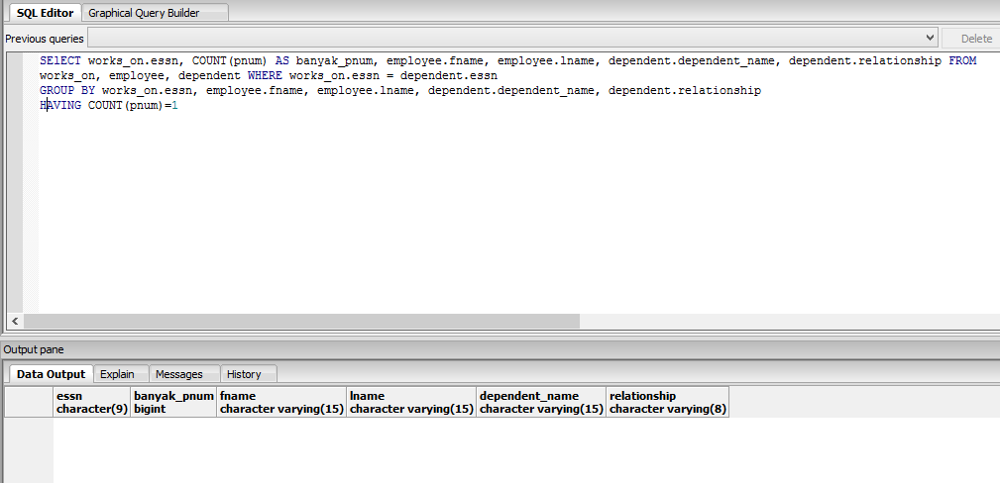 SQL Editor Graphical Query Builder
Previous queries Delete
SElECT works_on.essn, COUNT(pnum) AS banyak_pnum, employee.fname, employee.lname, dependent.dependent_name, dependent.relationship FROM
works_on, employee, dependent WHERE works_on.essn = dependent.essn
GROUP BY works_on.essn, employee.fname, employee.lname, dependent.dependent_name, dependent.relationship
HAVING COUNT(pnum)=1
Output pane
Data Output Explain Messages History
essn banyak_pnum fname lname dependent_name relationship
character(9) bigint character varying(15) character varying(15) character varying(15) character varying(8)